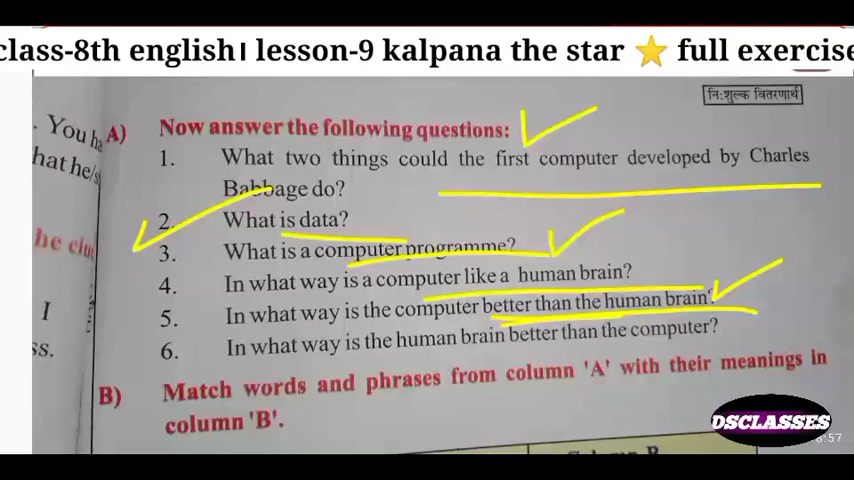 class-8th english। lesson-9 kalpana the star ⭐ full exercise
निःशुल्क वितरणार्थ
. You ha
hat he/s
A) Now answer the following questions:
1. What two things could the first computer developed by Charles
Babbage do?
2. What is data?
3. What is a computer programme?
he clu
4. In what way is a computer like a human brain?
5. In what way is the computer better than the human brain?
I
6. In what way is the human brain better than the computer?
ss.
B) Match words and phrases from column 'A' with their meanings in
column 'B'.
DSCLASSES
8:57